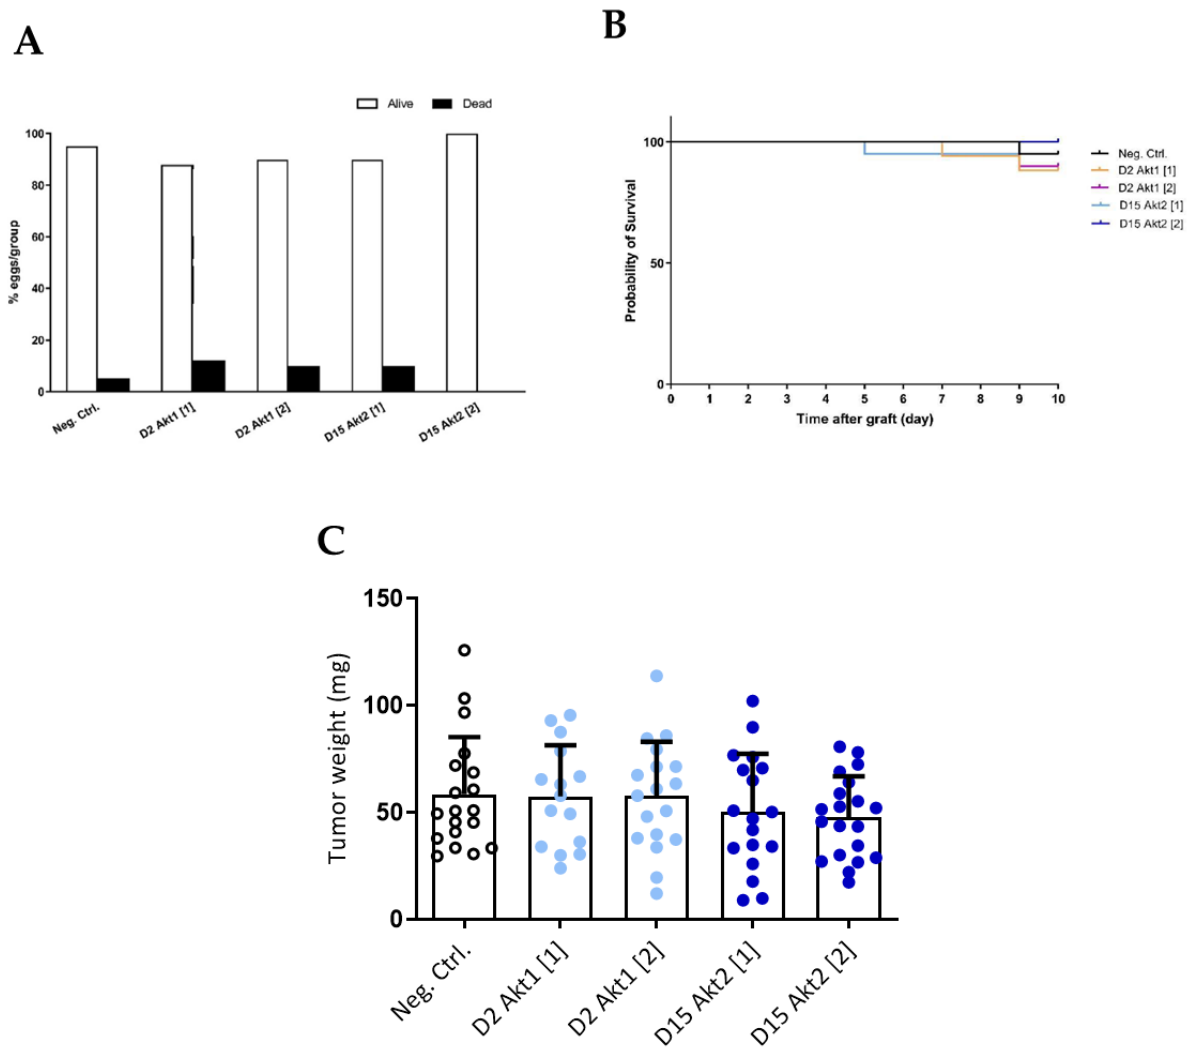 A
Alive Dead
% eggs/group
100
80
60
40
20
0
Neg. Ctrl. D2 Akt1 [1] D2 Akt1 [2] D15 Akt2 [1] D15 Akt2 [2]
B
Probability of Survival
100
50
0
0 1 2 3 4 5 6 7 8 9 10
Time after graft (day)
Neg. Ctrl.
D2 Akt1 [1]
D2 Akt1 [2]
D15 Akt2 [1]
D15 Akt2 [2]
C
Tumor weight (mg)
150
100
50
0
Neg. Ctrl. D2 Akt1 [1] D2 Akt1 [2] D15 Akt2 [1] D15 Akt2 [2]